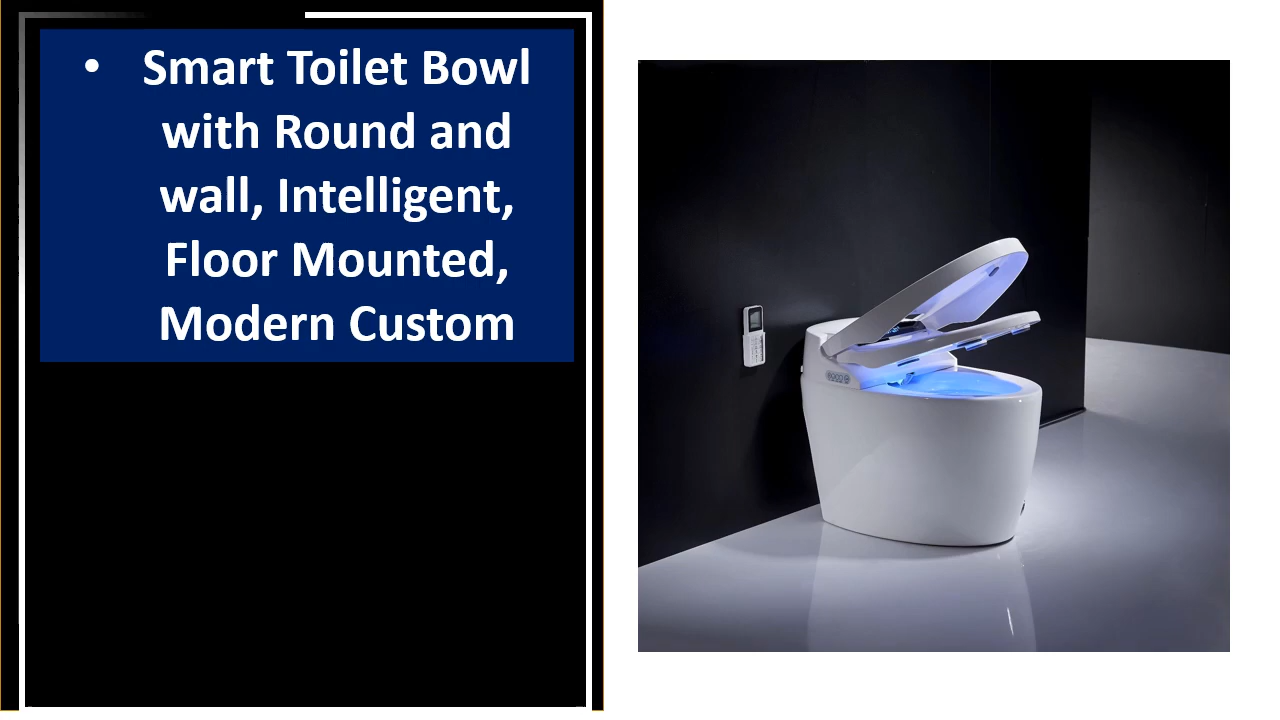 • Smart Toilet Bowl
with Round and
wall, Intelligent,
Floor Mounted,
Modern Custom